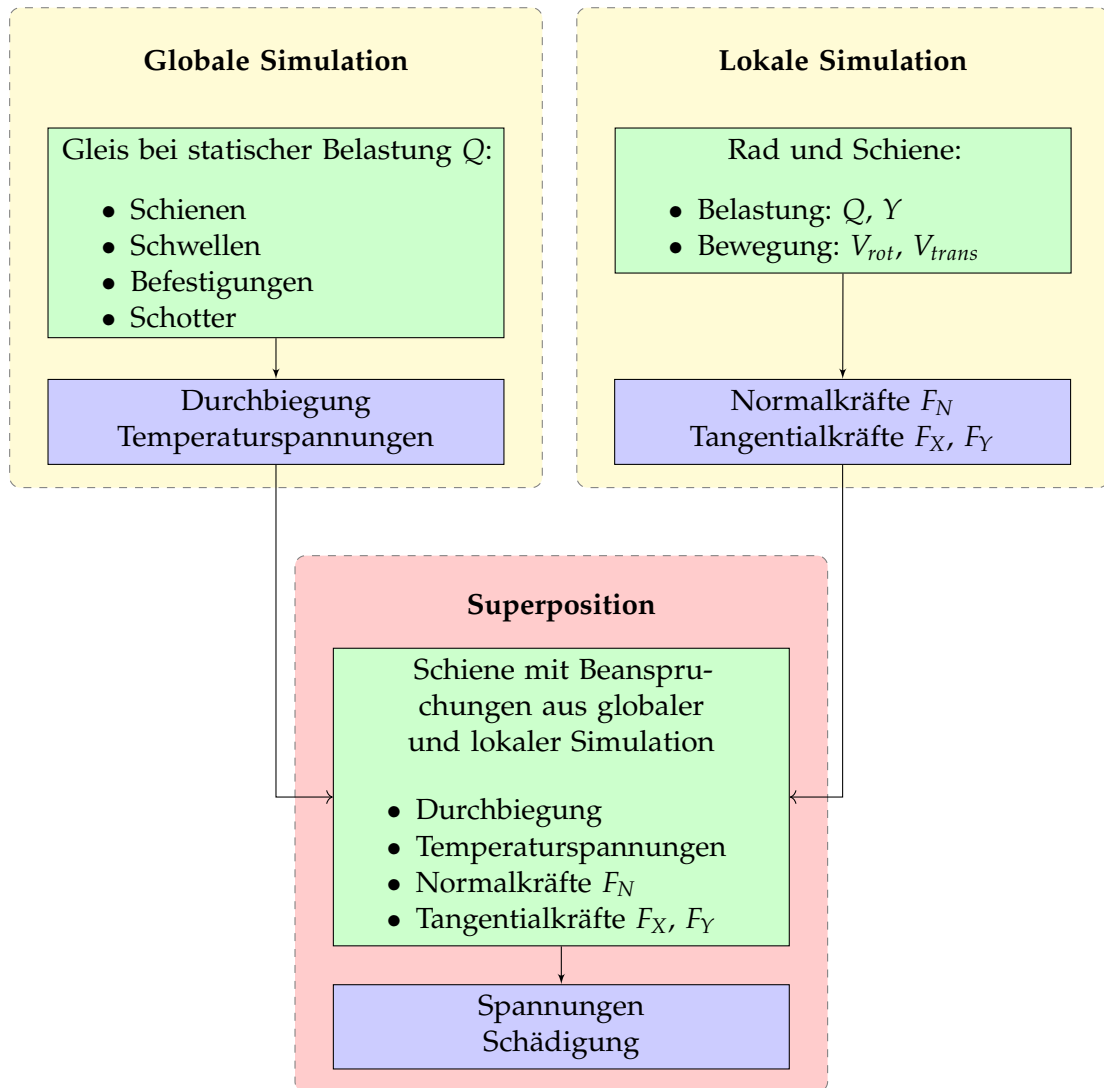 Globale Simulation
Gleis bei statischer Belastung Q:
• Schienen
• Schwellen
• Befestigungen
• Schotter
Durchbiegung
Temperaturspannungen
Lokale Simulation
Rad und Schiene:
• Belastung: Q, Y
• Bewegung: V_rot, V_trans
Normalkräfte F_N
Tangentialkräfte F_X, F_Y
Superposition
Schiene mit Beanspru-
chungen aus globaler
und lokaler Simulation
• Durchbiegung
• Temperaturspannungen
• Normalkräfte F_N
• Tangentialkräfte F_X, F_Y
Spannungen
Schädigung